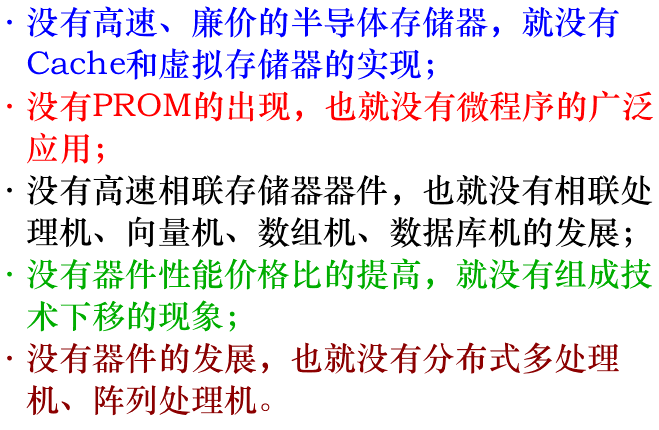 · 没有高速、廉价的半导体存储器，就没有
Cache和虚拟存储器的实现；
· 没有PROM的出现，也就没有微程序的广泛
应用；
· 没有高速相联存储器器件，也就没有相联处
理机、向量机、数组机、数据库机的发展；
· 没有器件性能价格比的提高，就没有组成技
术下移的现象；
· 没有器件的发展，也就没有分布式多处理
机、阵列处理机。